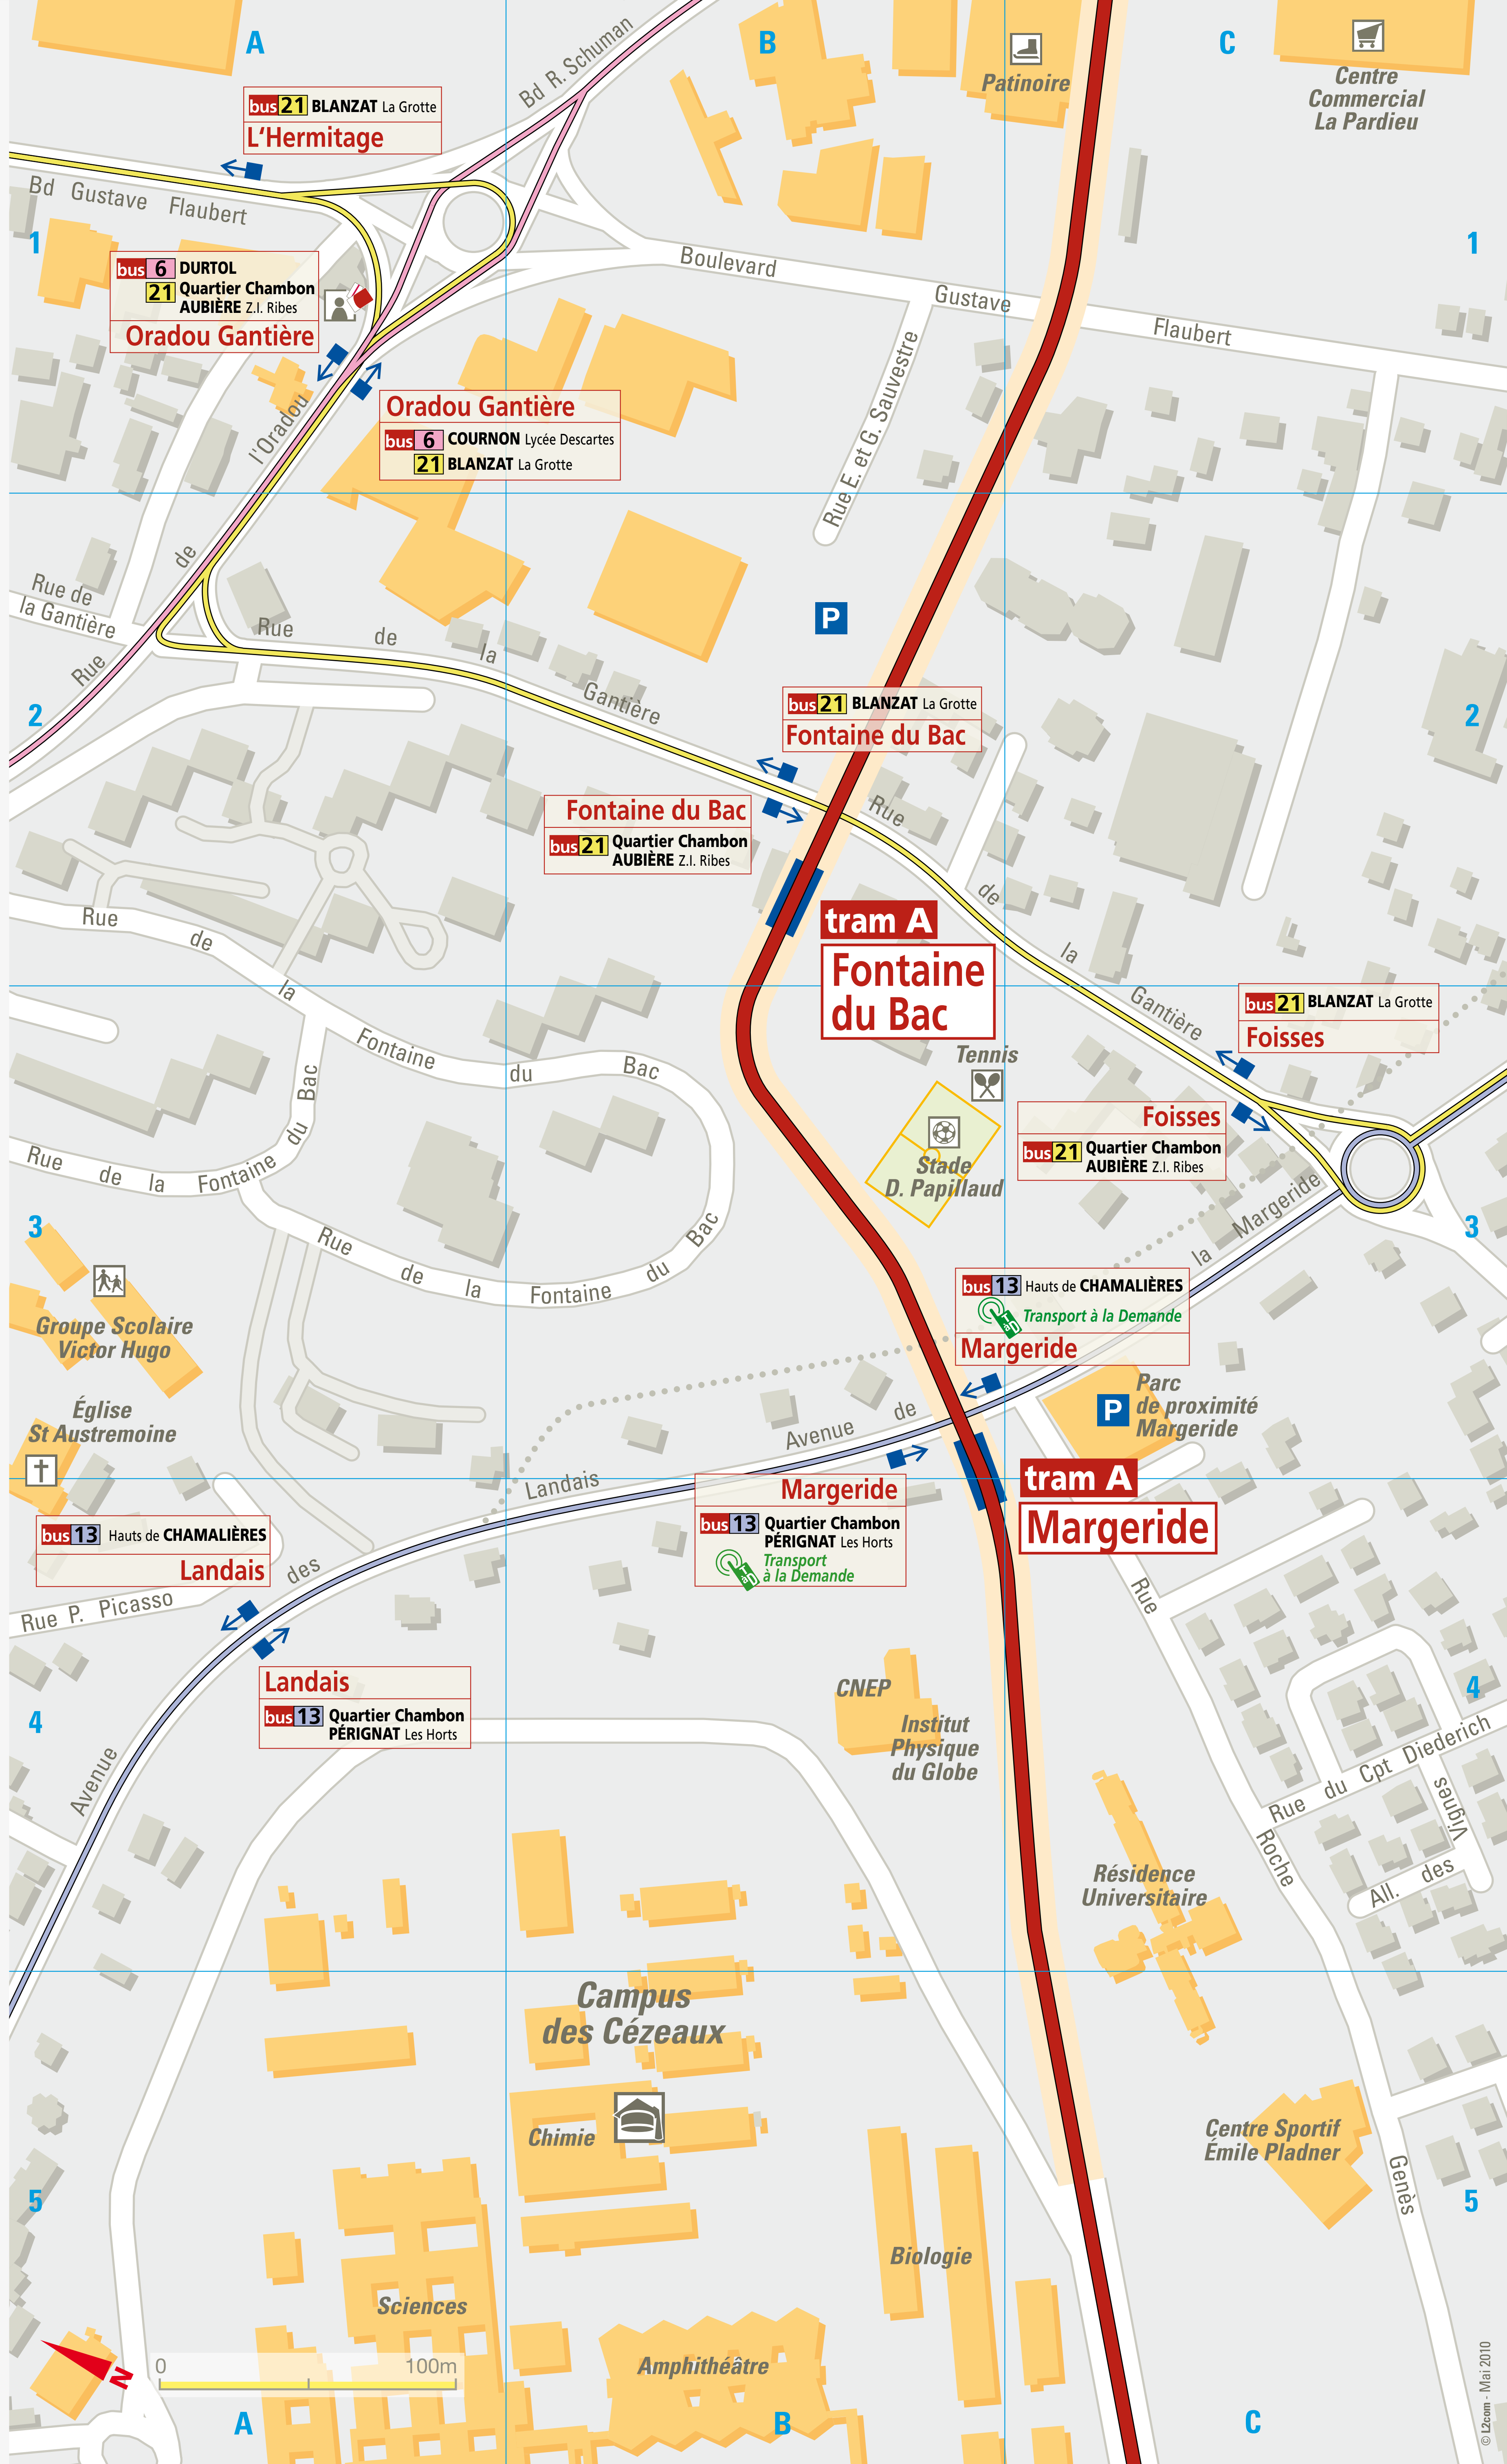 A
B
C
Bd R. Schuman
Patinoire
Centre
Commercial
La Pardieu
bus 21 BLANZAT La Grotte
L'Hermitage
Bd Gustave Flaubert
1
1
Boulevard Gustave Flaubert
bus 6 DURTOL
21 Quartier Chambon
AUBIÈRE Z.I. Ribes
Oradou Gantière
Oradou Gantière
bus 6 COURNON Lycée Descartes
21 BLANZAT La Grotte
Rue E. et G. Sauvestre
Rue de l'Oradou
Rue de
la Gantière
P
Rue de la Gantière
2
2
bus 21 BLANZAT La Grotte
Fontaine du Bac
Fontaine du Bac
bus 21 Quartier Chambon
AUBIÈRE Z.I. Ribes
Rue de la Gantière
tram A
Fontaine
du Bac
Rue de la Fontaine du Bac
bus 21 BLANZAT La Grotte
Foisses
Tennis
Stade
D. Papillaud
Foisses
bus 21 Quartier Chambon
AUBIÈRE Z.I. Ribes
Rue de la Fontaine du Bac
3
3
Rue de la Fontaine du Bac
Groupe Scolaire
Victor Hugo
bus 13 Hauts de CHAMALIÈRES
TaD Transport à la Demande
Margeride
Avenue de la Margeride
P
Parc
de proximité
Margeride
Église
St Austremoine
tram A
Margeride
Margeride
bus 13 Quartier Chambon
PÉRIGNAT Les Horts
TaD Transport
à la Demande
bus 13 Hauts de CHAMALIÈRES
Landais
Rue P. Picasso
Avenue des Landais
Landais
bus 13 Quartier Chambon
PÉRIGNAT Les Horts
4
4
CNEP
Institut
Physique
du Globe
Rue Roche Genès
Rue du Cpt Diederich
All. des Vignes
Résidence
Universitaire
Campus
des Cézeaux
Chimie
Centre Sportif
Émile Pladner
5
5
Biologie
Sciences
Amphithéâtre
N
0 100m
A
B
C
© L2com - Mai 2010